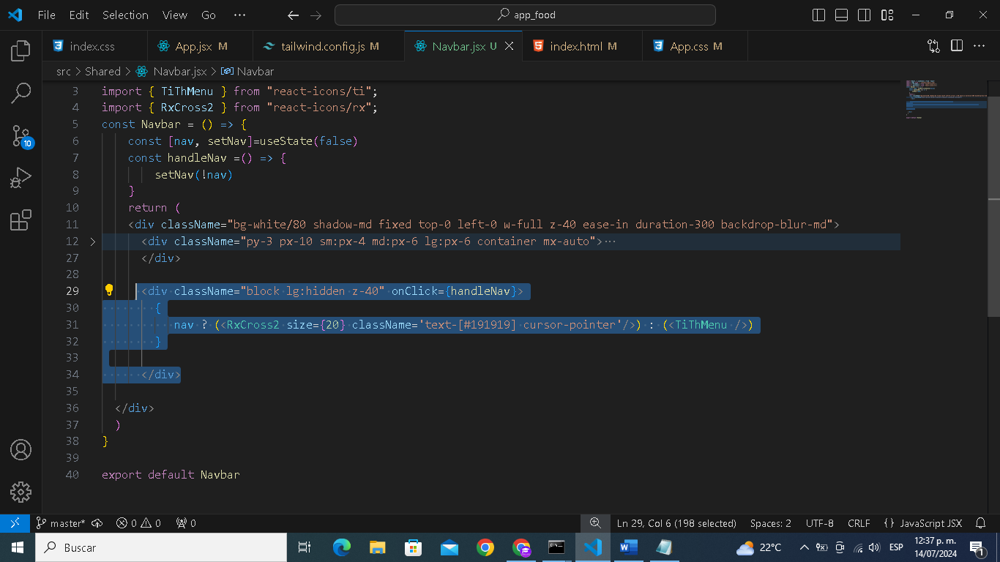 File Edit Selection View Go ··· app_food
index.css App.jsx M tailwind.config.js M Navbar.jsx U index.html M App.css M ···
src > Shared > Navbar.jsx > Navbar
3 import { TiThMenu } from "react-icons/ti";
4 import { RxCross2 } from "react-icons/rx";
5 const Navbar = () => {
6 const [nav, setNav]=useState(false)
7 const handleNav =() => {
8 setNav(!nav)
9 }
10 return (
11 <div className="bg-white/80 shadow-md fixed top-0 left-0 w-full z-40 ease-in duration-300 backdrop-blur-md">
12 <div className="py-3 px-10 sm:px-4 md:px-6 lg:px-6 container mx-auto">···
27 </div>
28
29 <div className="block lg:hidden z-40" onClick={handleNav}>
30 {
31 nav ? (<RxCross2 size={20} className='text-[#191919] cursor-pointer'/>) : (<TiThMenu />)
32 }
33
34 </div>
35
36 </div>
37 )
38 }
39
40 export default Navbar
10
master* 0 0 0 Ln 29, Col 6 (198 selected) Spaces: 2 UTF-8 CRLF {} JavaScript JSX
Buscar 22°C ESP 12:37 p. m. 14/07/2024 1